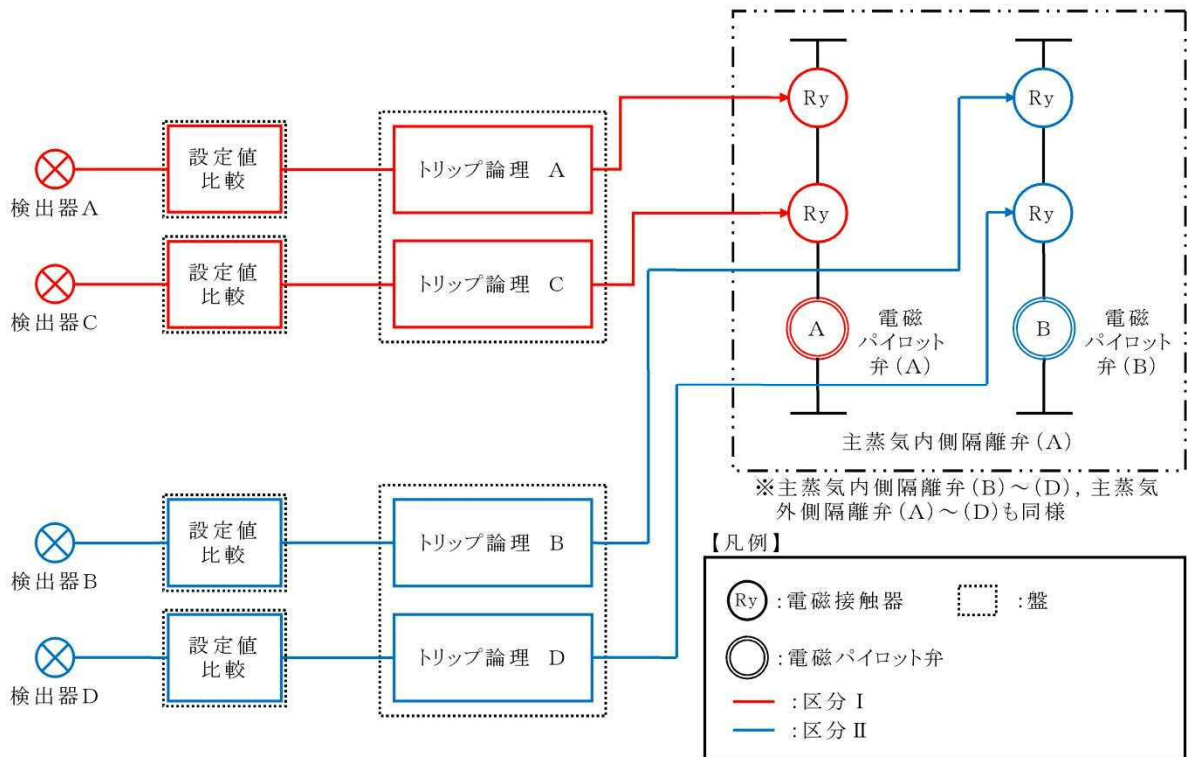 検出器A
設定値
比較
トリップ論理 A
検出器C
設定値
比較
トリップ論理 C
検出器B
設定値
比較
トリップ論理 B
検出器D
設定値
比較
トリップ論理 D
Ry
Ry
Ry
Ry
A
電磁
パイロット
弁(A)
B
電磁
パイロット
弁(B)
主蒸気内側隔離弁(A)
※主蒸気内側隔離弁(B)~(D), 主蒸気
外側隔離弁(A)~(D)も同様
【凡例】
Ry :電磁接触器
:盤
:電磁パイロット弁
:区分Ⅰ
:区分Ⅱ